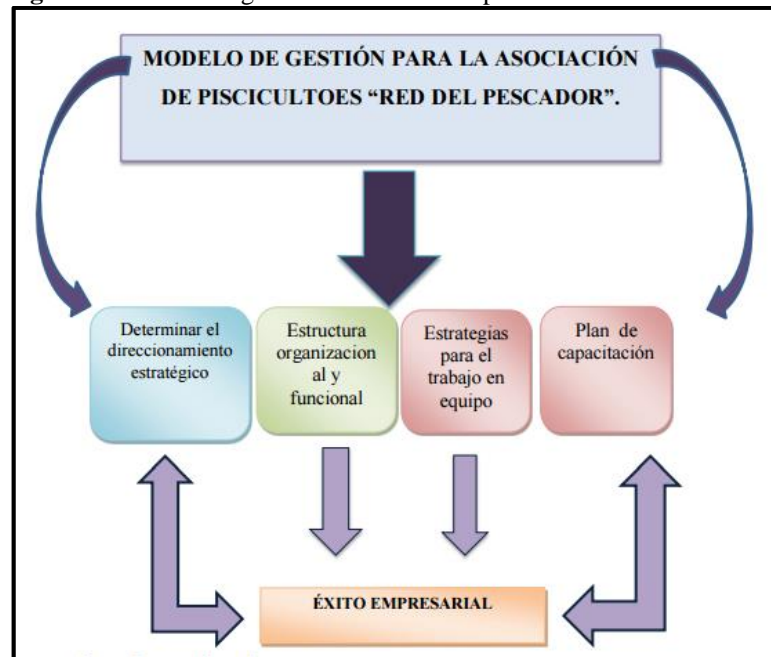 MODELO DE GESTIÓN PARA LA ASOCIACIÓN
DE PISCICULTOES “RED DEL PESCADOR”.
Determinar el
direccionamiento
estratégico
Estructura
organizacion
al y
funcional
Estrategias
para el
trabajo en
equipo
Plan de
capacitación
ÉXITO EMPRESARIAL